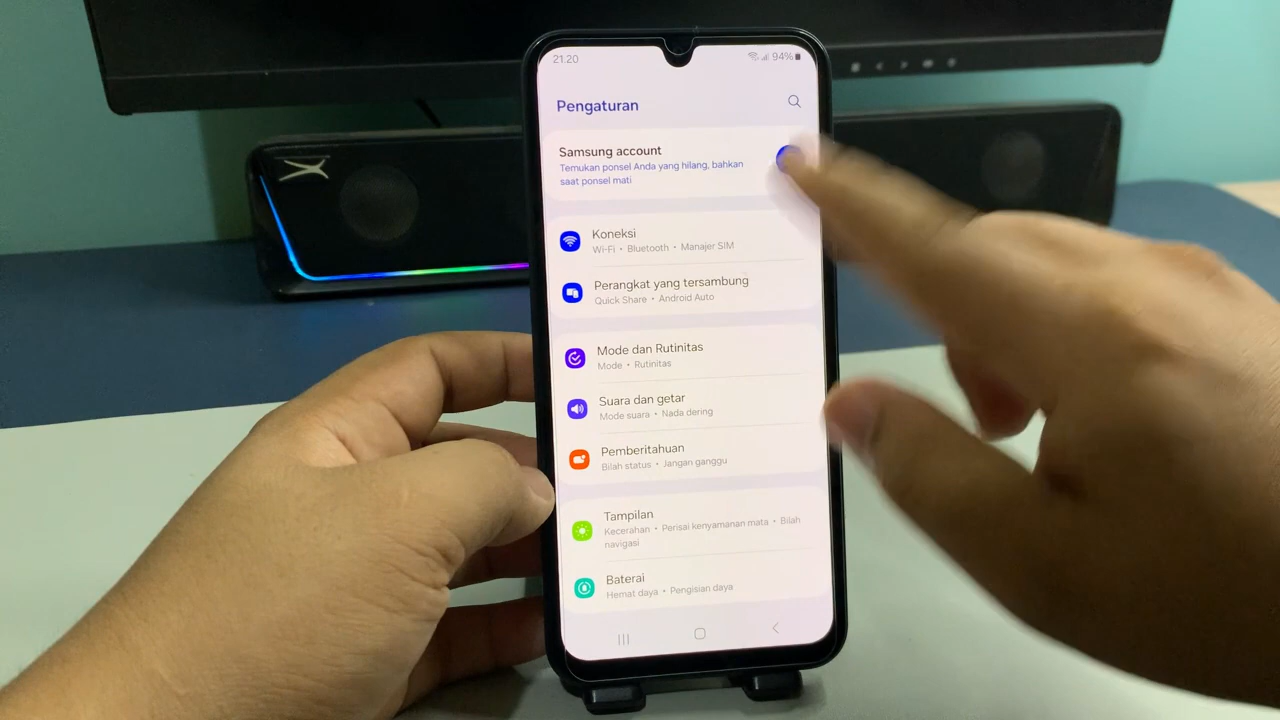 21.20
94%
Pengaturan
Samsung account
Temukan ponsel Anda yang hilang, bahkan
saat ponsel mati
Koneksi
Wi-Fi • Bluetooth • Manajer SIM
Perangkat yang tersambung
Quick Share • Android Auto
Mode dan Rutinitas
Mode • Rutinitas
Suara dan getar
Mode suara • Nada dering
Pemberitahuan
Bilah status • Jangan ganggu
Tampilan
Kecerahan • Perisai kenyamanan mata • Bilah
navigasi
Baterai
Hemat daya • Pengisian daya